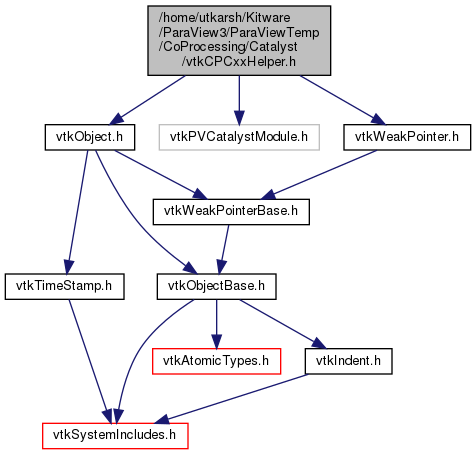 /home/utkarsh/Kitware
/ParaView3/ParaViewTemp
/CoProcessing/Catalyst
/vtkCPCxxHelper.h
vtkObject.h
vtkPVCatalystModule.h
vtkWeakPointer.h
vtkWeakPointerBase.h
vtkTimeStamp.h
vtkObjectBase.h
vtkAtomicTypes.h
vtkIndent.h
vtkSystemIncludes.h